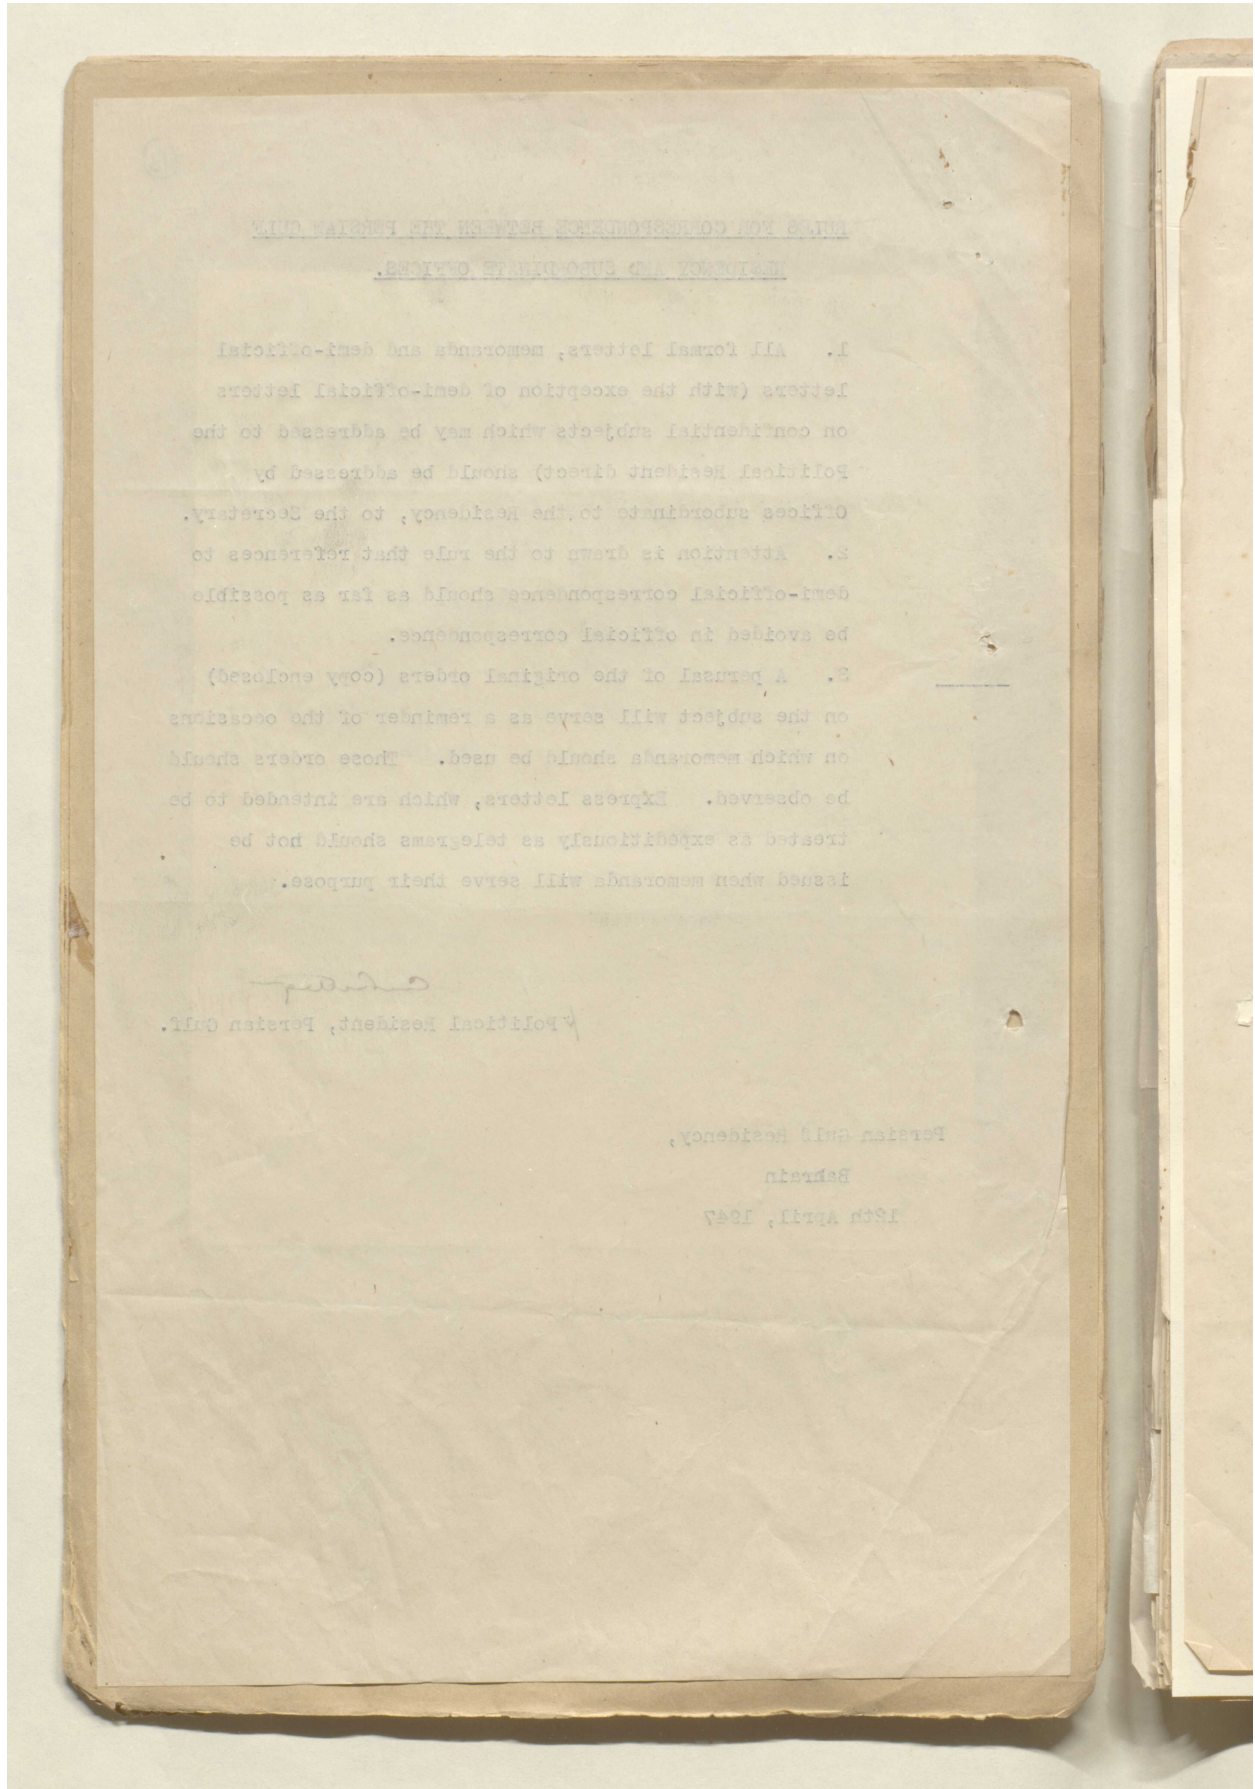 RULES FOR CORRESPONDENCE BETWEEN THE PERSIAN GULF
RESIDENCY AND SUBORDINATE OFFICES.
1. All formal letters, memoranda and demi-official
letters (with the exception of demi-official letters
on confidential subjects which may be addressed to the
Political Resident direct) should be addressed by
Offices subordinate to the Residency, to the Secretary.
2. Attention is drawn to the rule that references to
demi-official correspondence should as far as possible
be avoided in official correspondence.
3. A perusal of the original orders (copy enclosed)
on the subject will serve as a reminder of the occasions
on which memoranda should be used. Those orders should
be observed. Express letters, which are intended to be
treated as expeditiously as telegrams should not be
issued when memoranda will serve their purpose.
Political Resident, Persian Gulf.
Persian Gulf Residency,
Bahrain
12th April, 1947